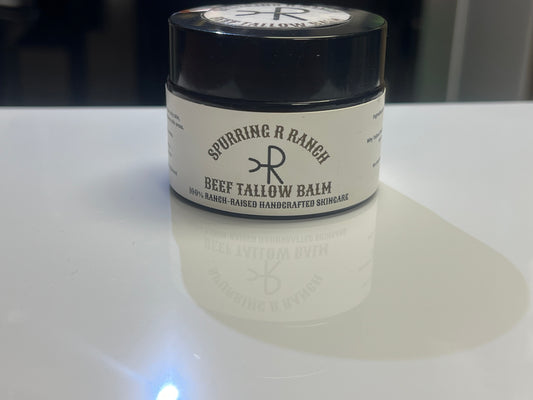 BEEF TALLOW BALM
SPURRING R RANCH
R
BEEF TALLOW BALM
100% RANCH-RAISED HANDCRAFTED SKINCARE